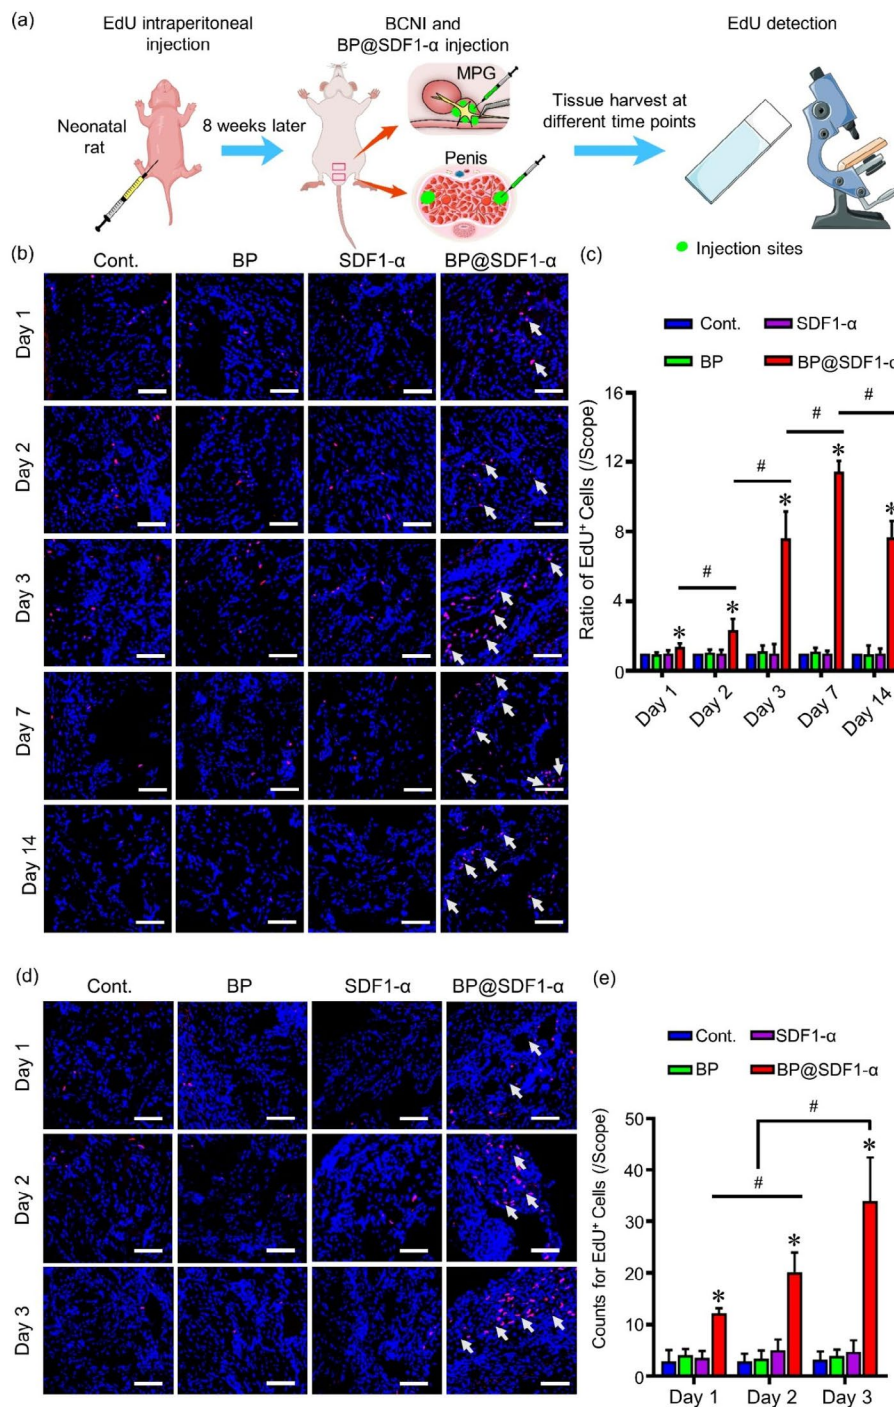 (a)
EdU intraperitoneal
injection
BCNI and
BP@SDF1-α injection
EdU detection
Neonatal
rat
8 weeks later
MPG
Penis
Tissue harvest at
different time points
Injection sites
(b)
Cont.
BP
SDF1-α
BP@SDF1-α
Day 1
Day 2
Day 3
Day 7
Day 14
(c)
Cont.
SDF1-α
BP
BP@SDF1-α
Ratio of EdU⁺ Cells (/Scope)
16
12
8
4
0
#
#
#
#
*
*
*
*
*
Day 1
Day 2
Day 3
Day 7
Day 14
(d)
Cont.
BP
SDF1-α
BP@SDF1-α
Day 1
Day 2
Day 3
(e)
Cont.
SDF1-α
BP
BP@SDF1-α
Counts for EdU⁺ Cells (/Scope)
50
40
30
20
10
0
#
#
*
*
*
Day 1
Day 2
Day 3